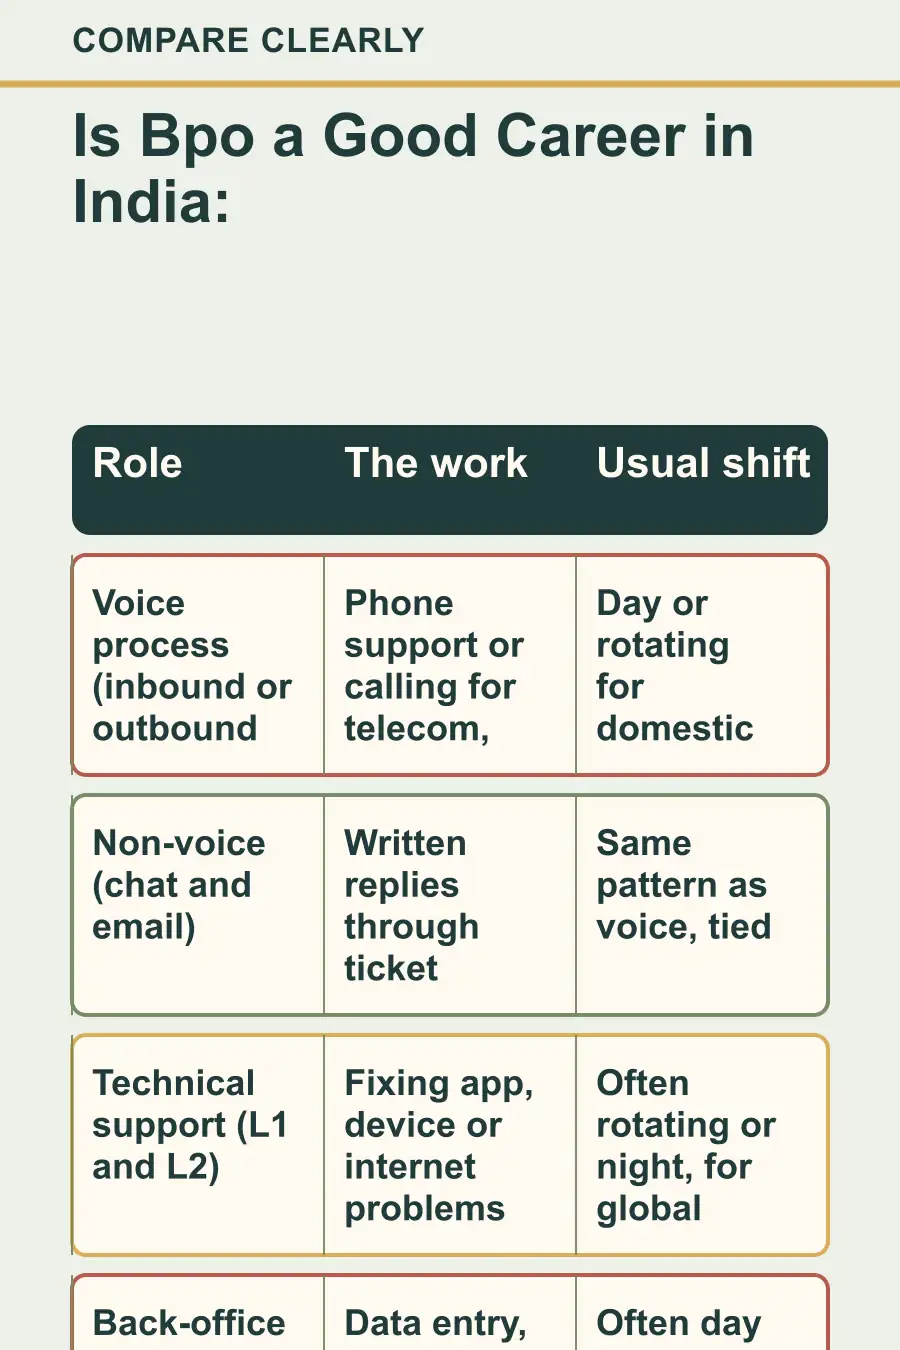 COMPARE CLEARLY
Is Bpo a Good Career in
India:
Role
The work
Usual shift
Voice
process
(inbound or
outbound
Phone
support or
calling for
telecom,
Day or
rotating
for
domestic
Non-voice
(chat and
email)
Written
replies
through
ticket
Same
pattern as
voice, tied
Technical
support (L1
and L2)
Fixing app,
device or
internet
problems
Often
rotating or
night, for
global
Back-office
Data entry,
Often day